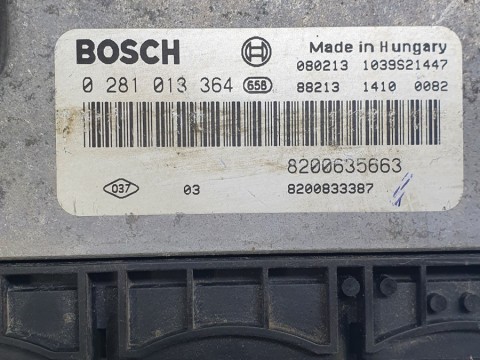 BOSCH Made in Hungary
080213 1039S21447
0 281 013 364 658 88213 1410 0082
8200635663
037 03 8200833387